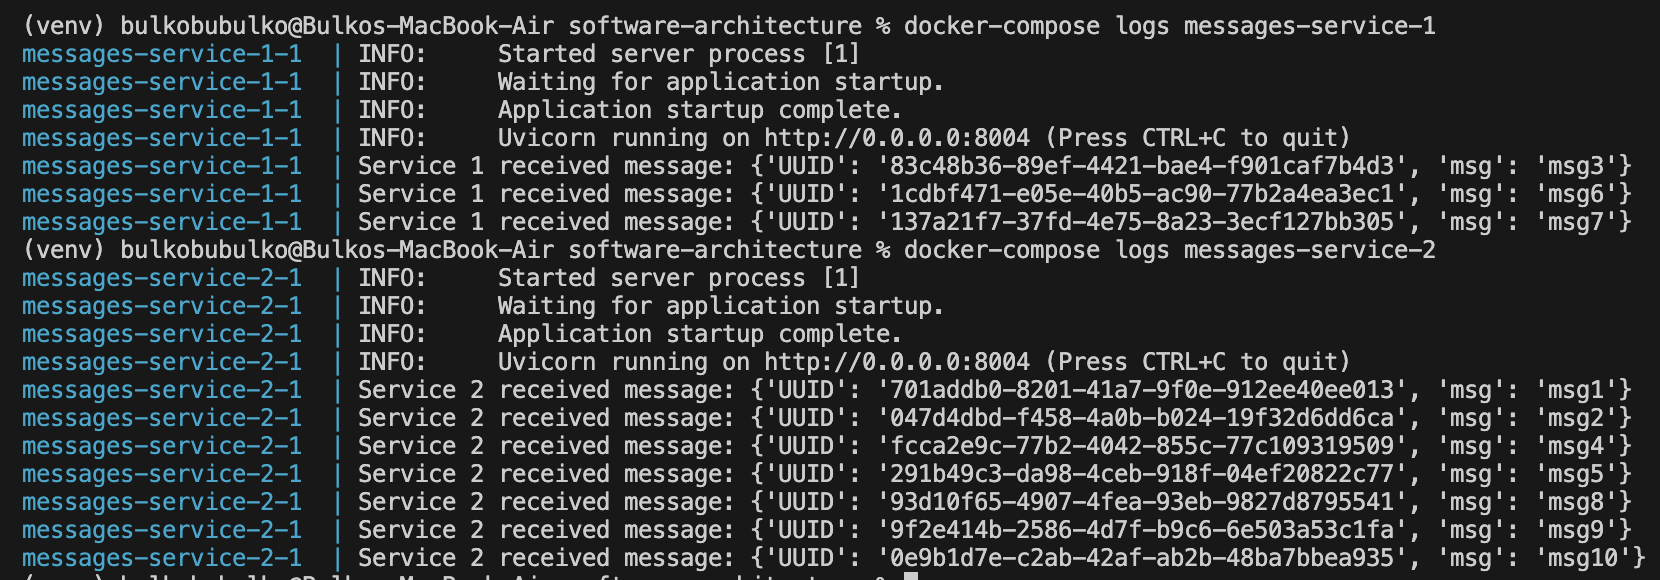 (venv) bulkobubulko@Bulkos-MacBook-Air software-architecture % docker-compose logs messages-service-1
messages-service-1-1  | INFO:     Started server process [1]
messages-service-1-1  | INFO:     Waiting for application startup.
messages-service-1-1  | INFO:     Application startup complete.
messages-service-1-1  | INFO:     Uvicorn running on http://0.0.0.0:8004 (Press CTRL+C to quit)
messages-service-1-1  | Service 1 received message: {'UUID': '83c48b36-89ef-4421-bae4-f901caf7b4d3', 'msg': 'msg3'}
messages-service-1-1  | Service 1 received message: {'UUID': '1cdbf471-e05e-40b5-ac90-77b2a4ea3ec1', 'msg': 'msg6'}
messages-service-1-1  | Service 1 received message: {'UUID': '137a21f7-37fd-4e75-8a23-3ecf127bb305', 'msg': 'msg7'}
(venv) bulkobubulko@Bulkos-MacBook-Air software-architecture % docker-compose logs messages-service-2
messages-service-2-1  | INFO:     Started server process [1]
messages-service-2-1  | INFO:     Waiting for application startup.
messages-service-2-1  | INFO:     Application startup complete.
messages-service-2-1  | INFO:     Uvicorn running on http://0.0.0.0:8004 (Press CTRL+C to quit)
messages-service-2-1  | Service 2 received message: {'UUID': '701addb0-8201-41a7-9f0e-912ee40ee013', 'msg': 'msg1'}
messages-service-2-1  | Service 2 received message: {'UUID': '047d4dbd-f458-4a0b-b024-19f32d6dd6ca', 'msg': 'msg2'}
messages-service-2-1  | Service 2 received message: {'UUID': 'fcca2e9c-77b2-4042-855c-77c109319509', 'msg': 'msg4'}
messages-service-2-1  | Service 2 received message: {'UUID': '291b49c3-da98-4ceb-918f-04ef20822c77', 'msg': 'msg5'}
messages-service-2-1  | Service 2 received message: {'UUID': '93d10f65-4907-4fea-93eb-9827d8795541', 'msg': 'msg8'}
messages-service-2-1  | Service 2 received message: {'UUID': '9f2e414b-2586-4d7f-b9c6-6e503a53c1fa', 'msg': 'msg9'}
messages-service-2-1  | Service 2 received message: {'UUID': '0e9b1d7e-c2ab-42af-ab2b-48ba7bbea935', 'msg': 'msg10'}
(venv) bulkobubulko@Bulkos-MacBook-Air software-architecture %